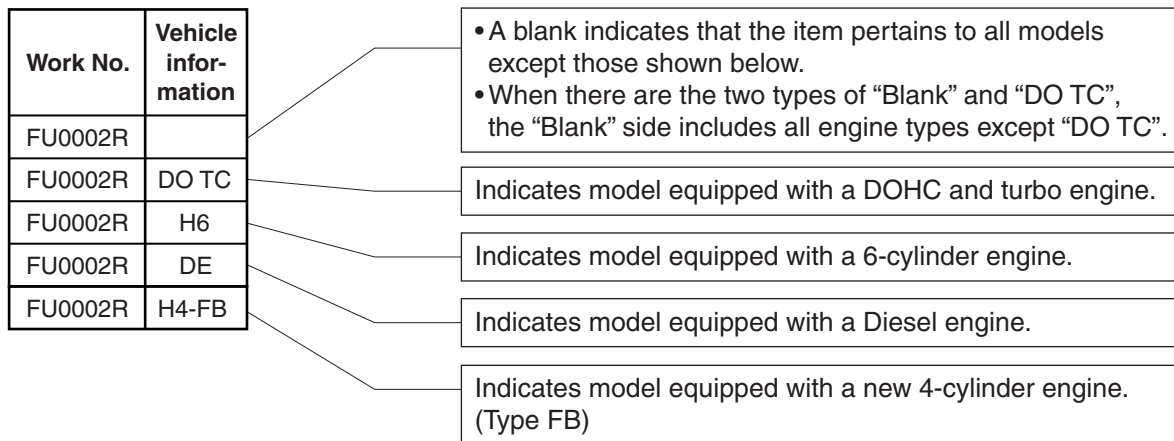 Work No.
Vehicle
infor-
mation
FU0002R
FU0002R DO TC
FU0002R H6
FU0002R DE
FU0002R H4-FB
•A blank indicates that the item pertains to all models
except those shown below.
•When there are the two types of “Blank” and “DO TC”,
the “Blank” side includes all engine types except “DO TC”.
Indicates model equipped with a DOHC and turbo engine.
Indicates model equipped with a 6-cylinder engine.
Indicates model equipped with a Diesel engine.
Indicates model equipped with a new 4-cylinder engine.
(Type FB)